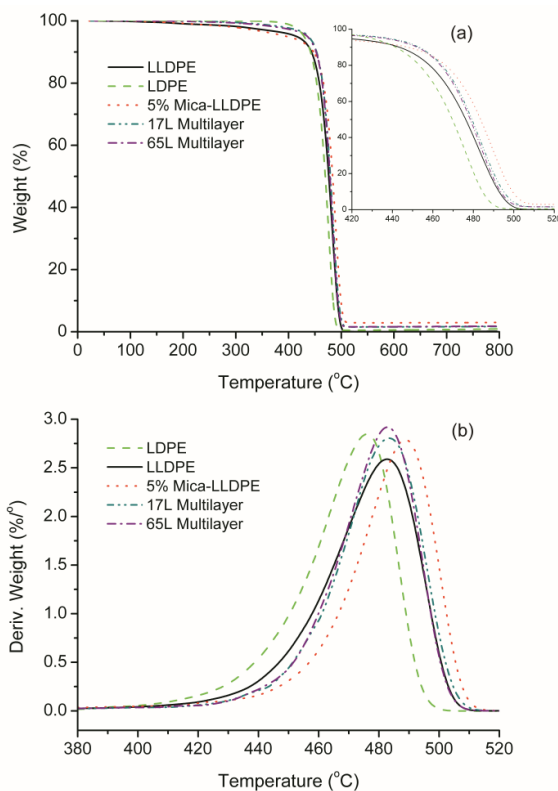 (a)
100
80
60
40
20
0
Weight (%)
LLDPE
LDPE
5% Mica-LLDPE
17L Multilayer
65L Multilayer
100
80
60
40
20
0
420 440 460 480 500 520
0 100 200 300 400 500 600 700 800
Temperature (°C)
(b)
3.0
2.5
2.0
1.5
1.0
0.5
0.0
Deriv. Weight (%/°)
LDPE
LLDPE
5% Mica-LLDPE
17L Multilayer
65L Multilayer
380 400 420 440 460 480 500 520
Temperature (°C)